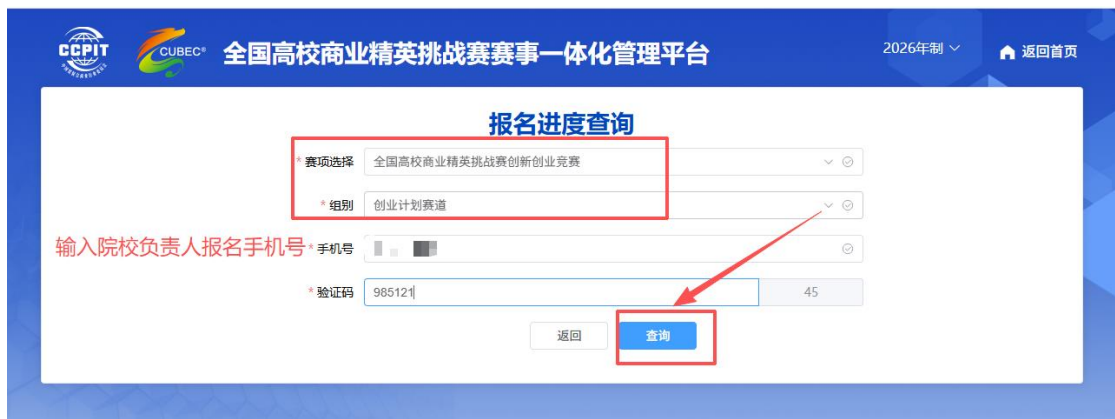 CCPIT CUBEC® 全国高校商业精英挑战赛赛事一体化管理平台 2026年制 返回首页
报名进度查询
* 赛项选择 全国高校商业精英挑战赛创新创业竞赛
* 组别 创业计划赛道
输入院校负责人报名手机号 * 手机号
* 验证码 985121 45
返回 查询